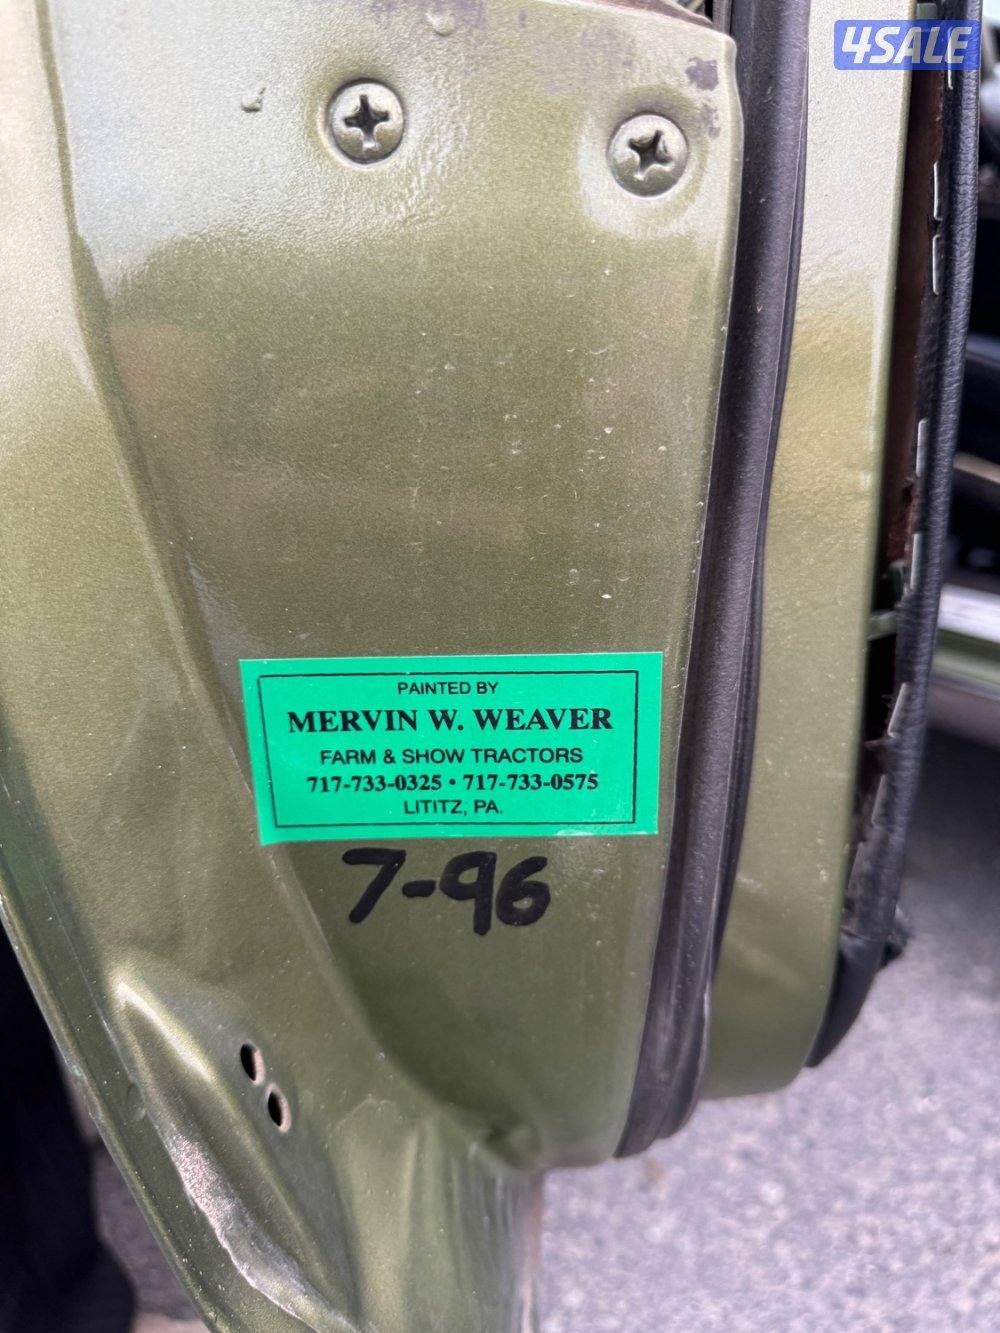 4SALE
PAINTED BY
MERVIN W. WEAVER
FARM & SHOW TRACTORS
717-733-0325 • 717-733-0575
LITITZ, PA.
7-96